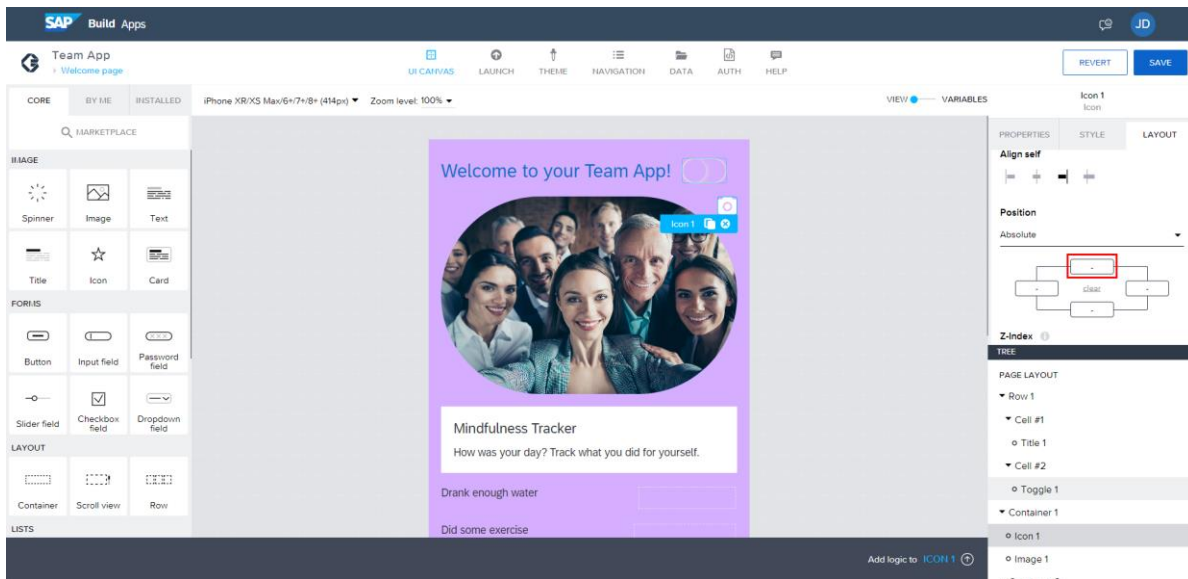 SAP Build Apps
JD
Team App
> Welcome page
UI CANVAS
LAUNCH
THEME
NAVIGATION
DATA
AUTH
HELP
REVERT
SAVE
CORE
BY ME
INSTALLED
iPhone XR/XS Max/6+/7+/8+ (414px)
Zoom level: 100%
VIEW
VARIABLES
Icon 1
Icon
MARKETPLACE
IMAGE
Spinner
Image
Text
Title
Icon
Card
FORMS
Button
Input field
Password
field
Slider field
Checkbox
field
Dropdown
field
LAYOUT
Container
Scroll view
Row
LISTS
Welcome to your Team App!
Icon 1
Mindfulness Tracker
How was your day? Track what you did for yourself.
Drank enough water
Did some exercise
PROPERTIES
STYLE
LAYOUT
Align self
Position
Absolute
-
-
clear
-
-
Z-Index
TREE
PAGE LAYOUT
Row 1
Cell #1
Title 1
Cell #2
Toggle 1
Container 1
Icon 1
Image 1
Add logic to ICON 1